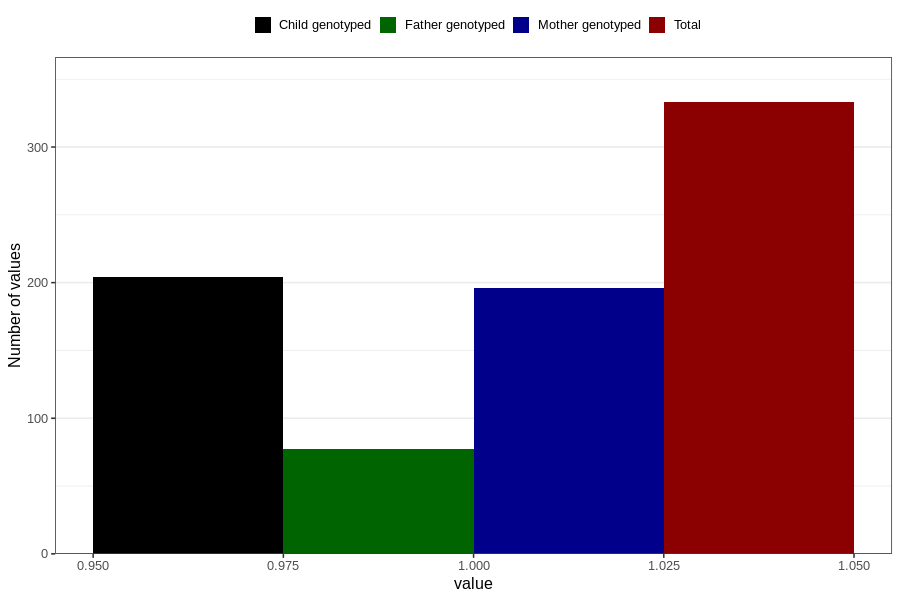 Child genotyped Father genotyped Mother genotyped Total
Number of values
300
200
100
0
0.950 0.975 1.000 1.025 1.050
value